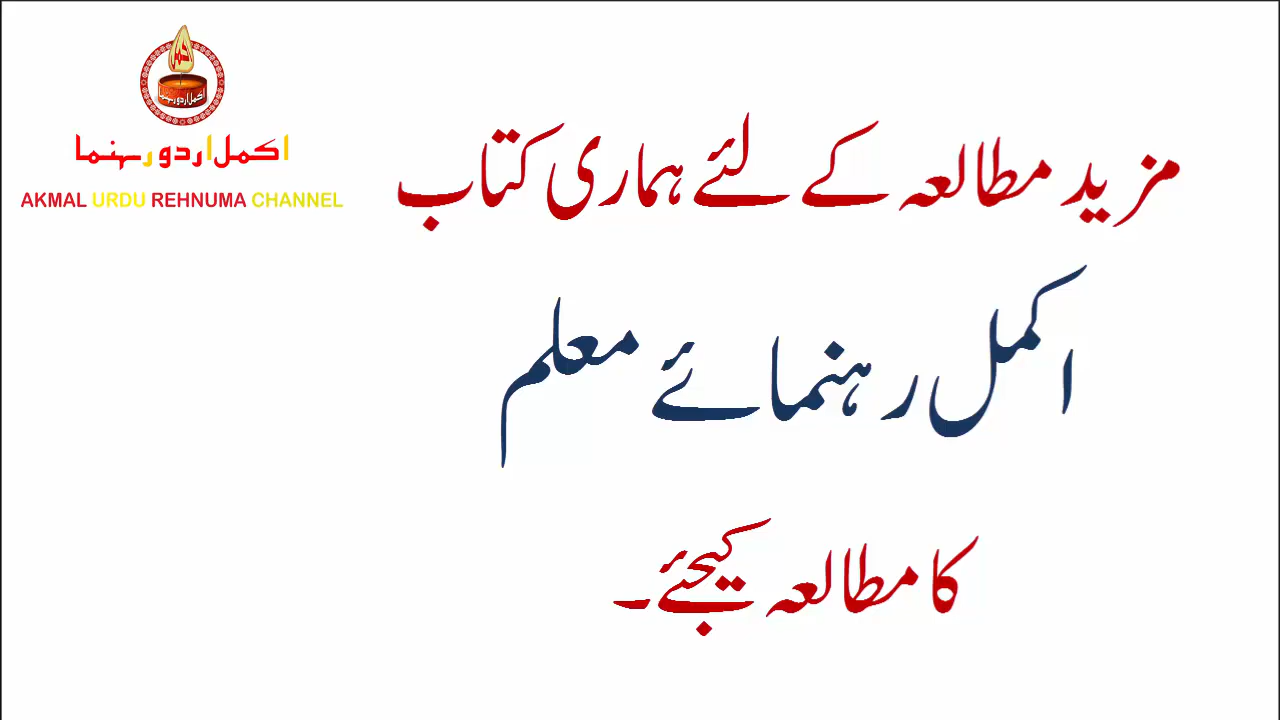 اکمل اردو رہنما
AKMAL URDU REHNUMA CHANNEL
مزید مطالعہ کے لئے ہماری کتاب
اکمل رہنمائے معلم
کا مطالعہ کیجئے۔